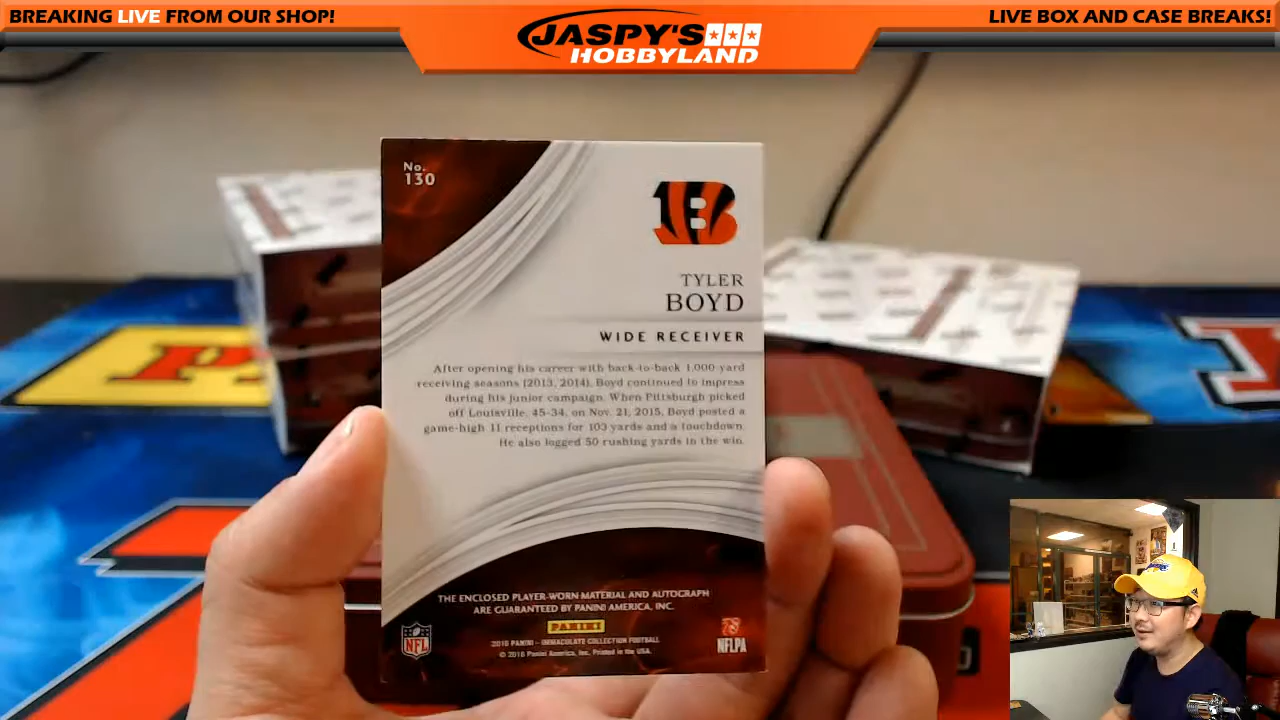 BREAKING LIVE FROM OUR SHOP!
LIVE BOX AND CASE BREAKS!
JASPY'S
HOBBYLAND
No.
130
B
TYLER
BOYD
WIDE RECEIVER
After opening his career with back-to-back 1,000-yard
receiving seasons (2013, 2014), Boyd continued to impress
during his junior campaign. When Pittsburgh picked
off Louisville, 45-34, on Nov. 21, 2015, Boyd posted a
game-high 11 receptions for 103 yards and a touchdown.
He also logged 50 rushing yards in the win.
THE ENCLOSED PLAYER-WORN MATERIAL AND AUTOGRAPH
ARE GUARANTEED BY PANINI AMERICA, INC.
PANINI
NFL
2016 PANINI - IMMACULATE COLLECTION FOOTBALL
© 2016 Panini America, Inc. Printed in the USA.
NFLPA